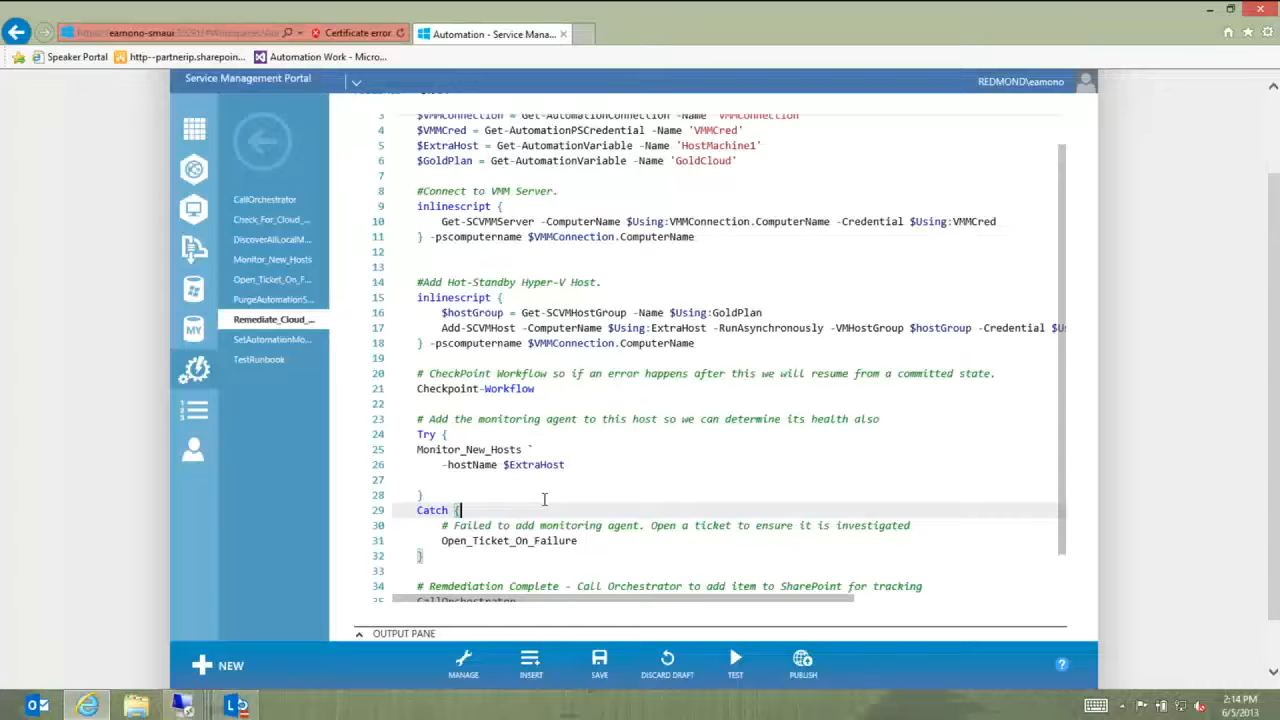 Certificate error
Automation - Service Mana...
Speaker Portal
http--partnerip.sharepoin...
Automation Work - Micro...
Service Management Portal
REDMOND\eamono
CallOrchestrator
Check_For_Cloud_...
DiscoverAllLocalM...
Monitor_New_Hosts
Open_Ticket_On_F...
PurgeAutomationS...
Remediate_Cloud_...
SetAutomationMo...
TestRunbook
MY
3 $VMMConnection = Get-AutomationConnection -Name 'VMMConnection'
4 $VMMCred = Get-AutomationPSCredential -Name 'VMMCred'
5 $ExtraHost = Get-AutomationVariable -Name 'HostMachine1'
6 $GoldPlan = Get-AutomationVariable -Name 'GoldCloud'
7
8 #Connect to VMM Server.
9 inlinescript {
10 Get-SCVMMServer -ComputerName $Using:VMMConnection.ComputerName -Credential $Using:VMMCred
11 } -pscomputername $VMMConnection.ComputerName
12
13
14 #Add Hot-Standby Hyper-V Host.
15 inlinescript {
16 $hostGroup = Get-SCVMHostGroup -Name $Using:GoldPlan
17 Add-SCVMHost -ComputerName $Using:ExtraHost -RunAsynchronously -VMHostGroup $hostGroup -Credential $Us
18 } -pscomputername $VMMConnection.ComputerName
19
20 # CheckPoint Workflow so if an error happens after this we will resume from a committed state.
21 Checkpoint-Workflow
22
23 # Add the monitoring agent to this host so we can determine its health also
24 Try {
25 Monitor_New_Hosts `
26 -hostName $ExtraHost
27
28 }
29 Catch {
30 # Failed to add monitoring agent. Open a ticket to ensure it is investigated
31 Open_Ticket_On_Failure
32 }
33
34 # Remdediation Complete - Call Orchestrator to add item to SharePoint for tracking
35 CallOrchestrator
OUTPUT PANE
NEW
MANAGE
INSERT
SAVE
DISCARD DRAFT
TEST
PUBLISH
?
2:14 PM
6/5/2013